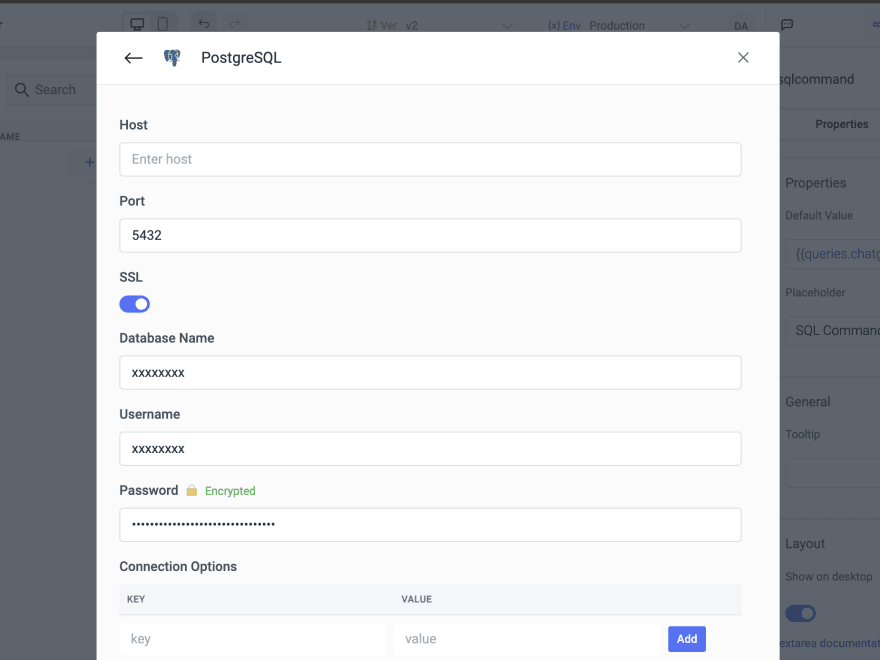 Ver v2
{x} Env Production
DA
PostgreSQL
Search
sqlcommand
Host
Properties
Enter host
Port
Properties
5432
Default Value
{{queries.chatg
SSL
Placeholder
SQL Comman
Database Name
xxxxxxxx
General
Username
Tooltip
xxxxxxxx
Password Encrypted
••••••••••••••••••••••••••••••••
Layout
Connection Options
Show on desktop
KEY VALUE
key value Add
extarea documentat